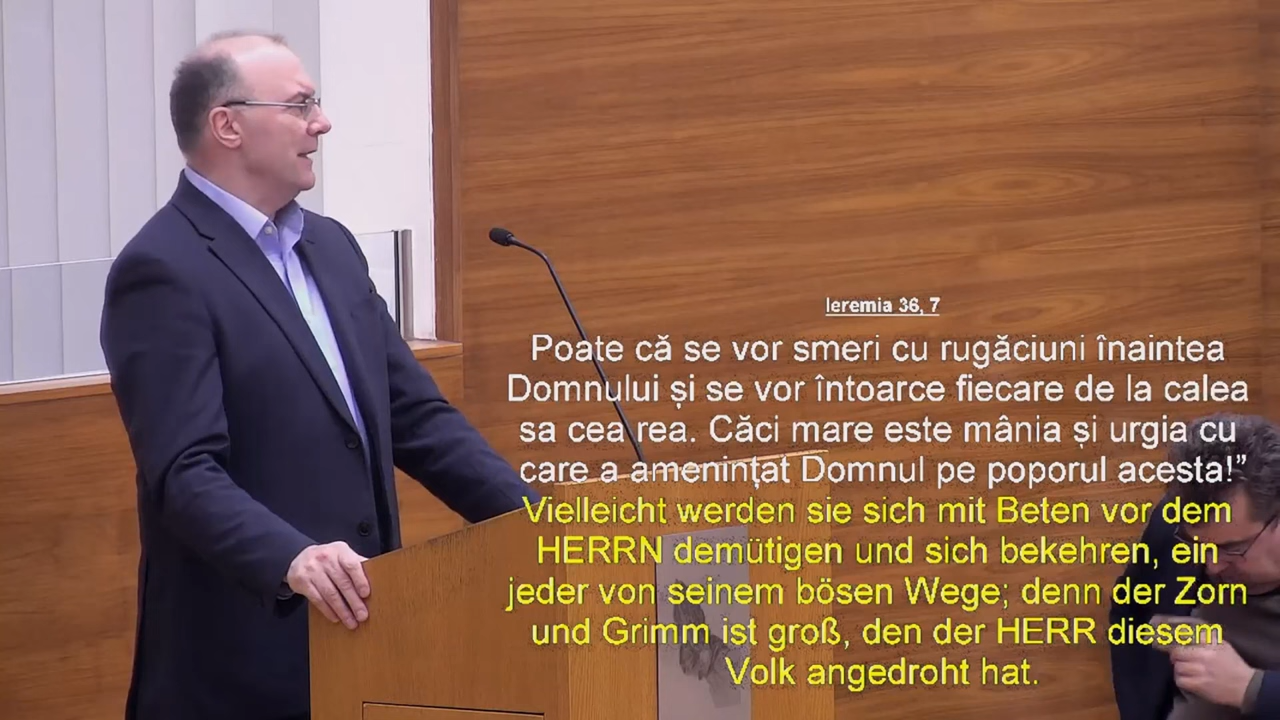 Ieremia 36, 7
Poate că se vor smeri cu rugăciuni înaintea
Domnului și se vor întoarce fiecare de la calea
sa cea rea. Căci mare este mânia și urgia cu
care a amenințat Domnul pe poporul acesta!”
Vielleicht werden sie sich mit Beten vor dem
HERRN demütigen und sich bekehren, ein
jeder von seinem bösen Wege; denn der Zorn
und Grimm ist groß, den der HERR diesem
Volk angedroht hat.